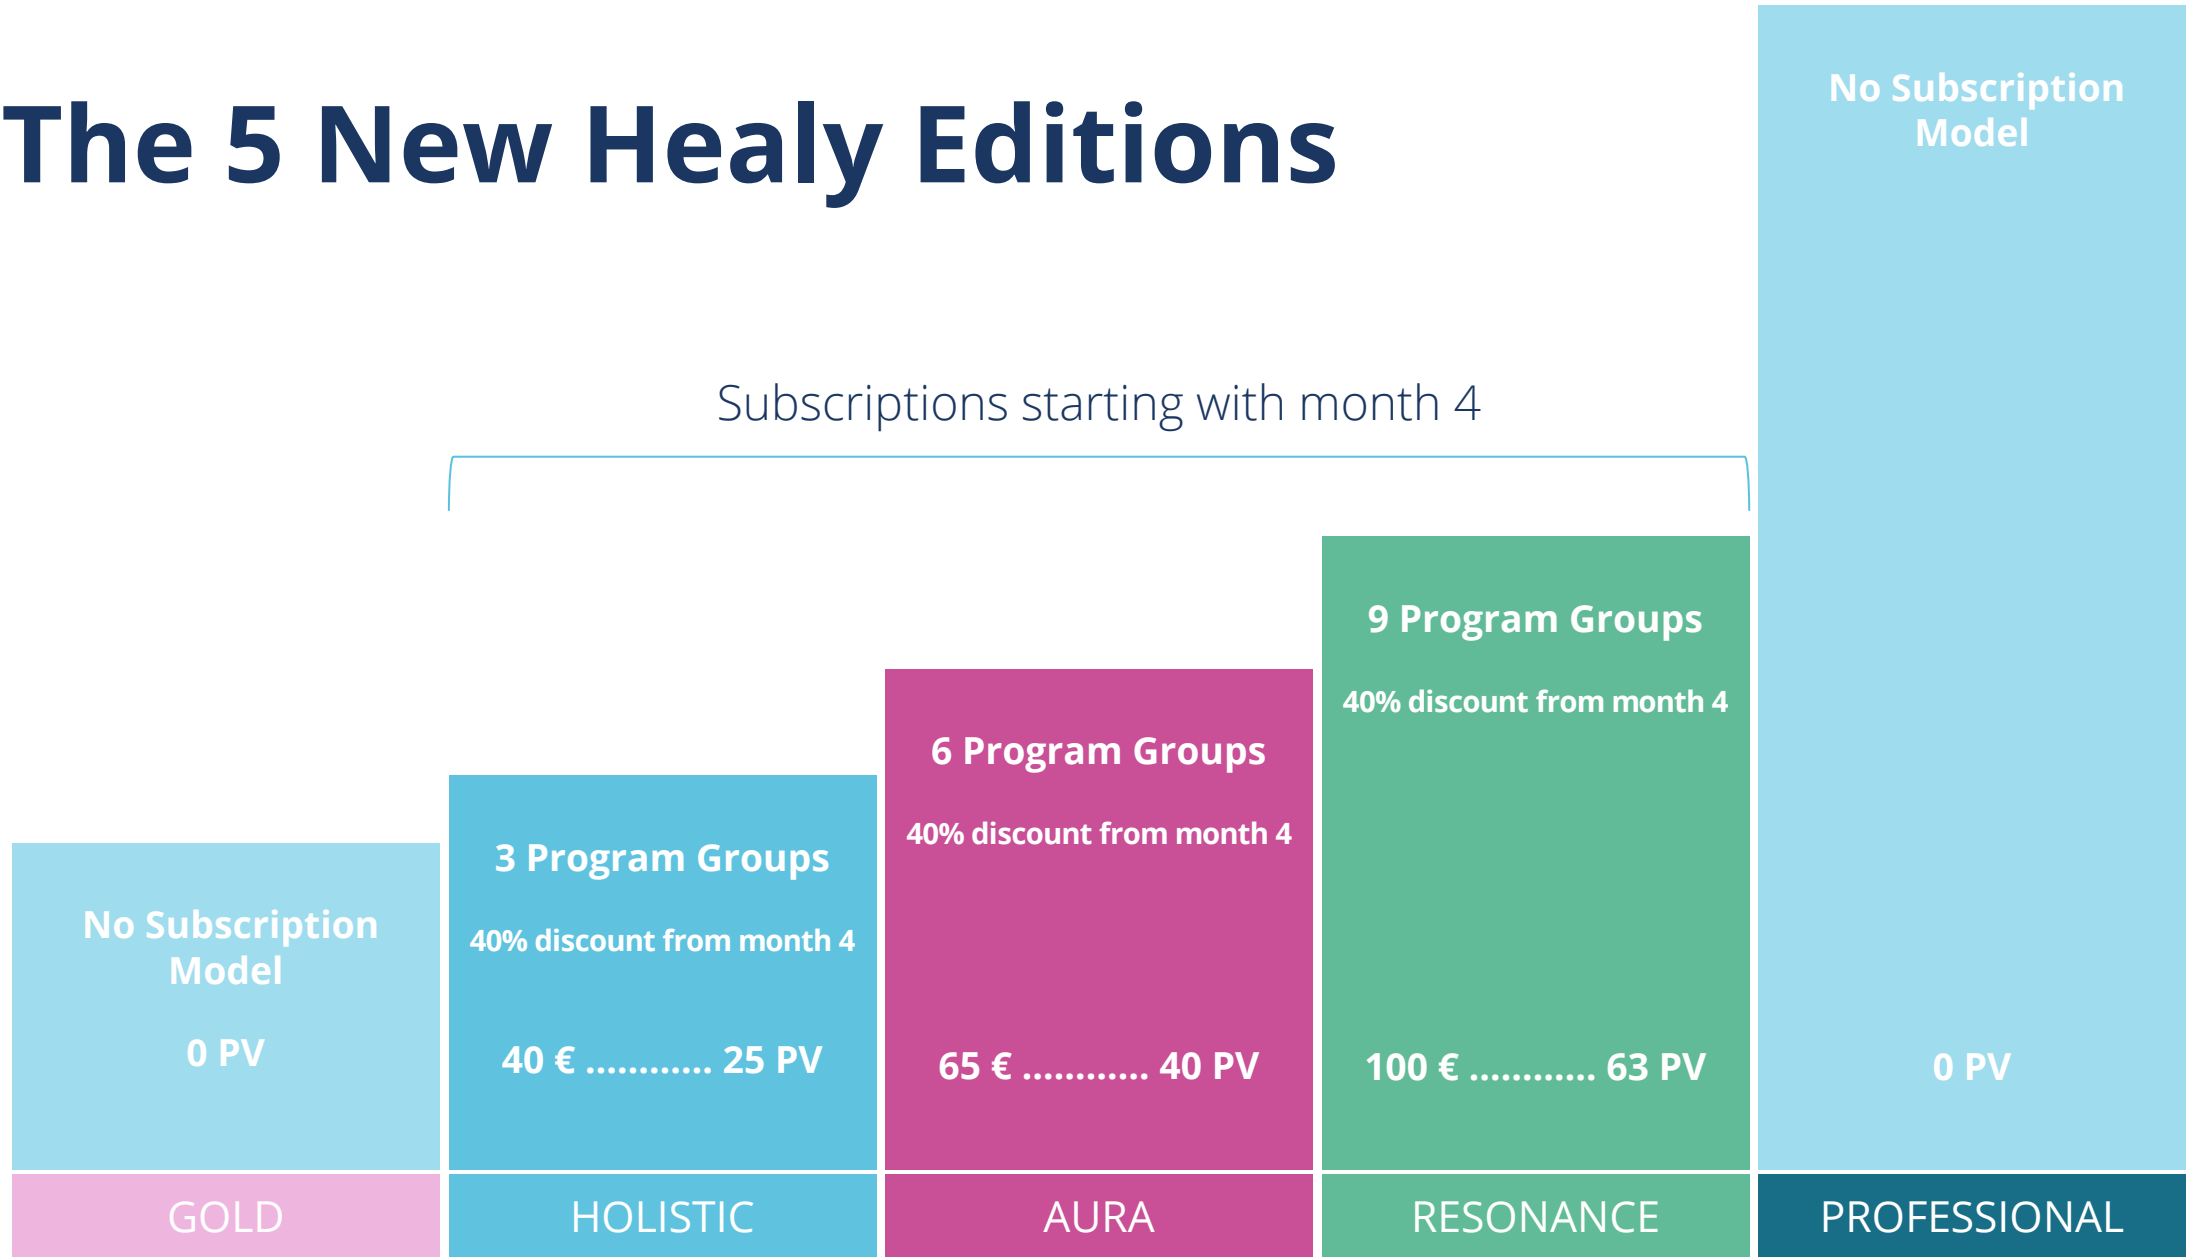 The 5 New Healy Editions
Subscriptions starting with month 4
No Subscription
Model
0 PV
GOLD
3 Program Groups
40% discount from month 4
40 € ............ 25 PV
HOLISTIC
6 Program Groups
40% discount from month 4
65 € ............ 40 PV
AURA
9 Program Groups
40% discount from month 4
100 € ............ 63 PV
RESONANCE
No Subscription
Model
0 PV
PROFESSIONAL